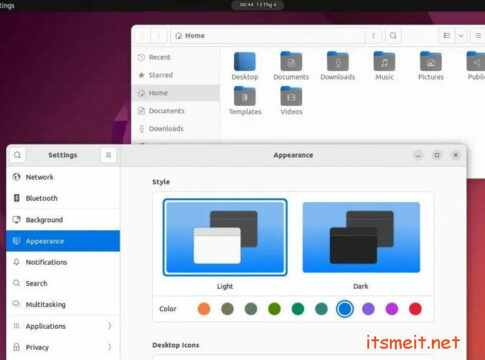 ttings
00:44 13 Thg 4
Home
Recent
Starred
Home
Documents
Downloads
Desktop
Documents
Downloads
Music
Pictures
Public
Templates
Videos
Settings
Appearance
Network
Bluetooth
Background
Appearance
Notifications
Search
Multitasking
Applications
Privacy
Style
Light
Dark
Color
Desktop Icons
itsmeit.net